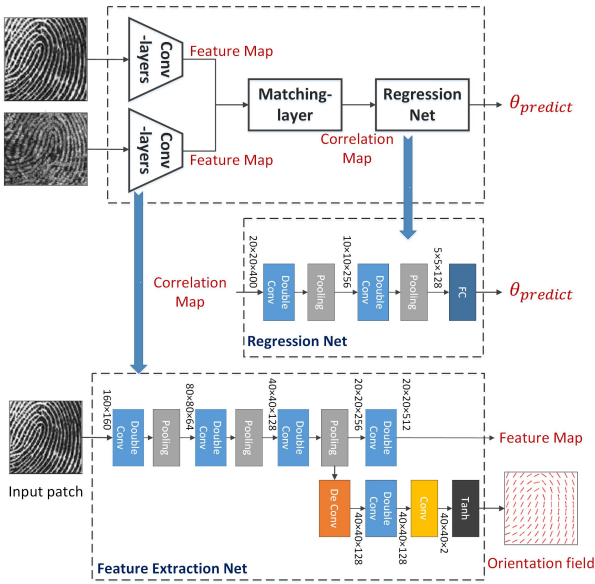 Conv
-layers
Feature Map
Conv
-layers
Feature Map
Matching-
layer
Regression
Net
Correlation
Map
θpredict
Correlation
Map
20×20×400
Double
Conv
Pooling
10×10×256
Double
Conv
Pooling
5×5×128
FC
θpredict
Regression Net
Input patch
160×160
Double
Conv
Pooling
80×80×64
Double
Conv
Pooling
40×40×128
Double
Conv
Pooling
20×20×256
Double
Conv
20×20×512
Feature Map
De Conv
40×40×128
Double
Conv
40×40×128
Conv
40×40×2
Tanh
Orientation field
Feature Extraction Net